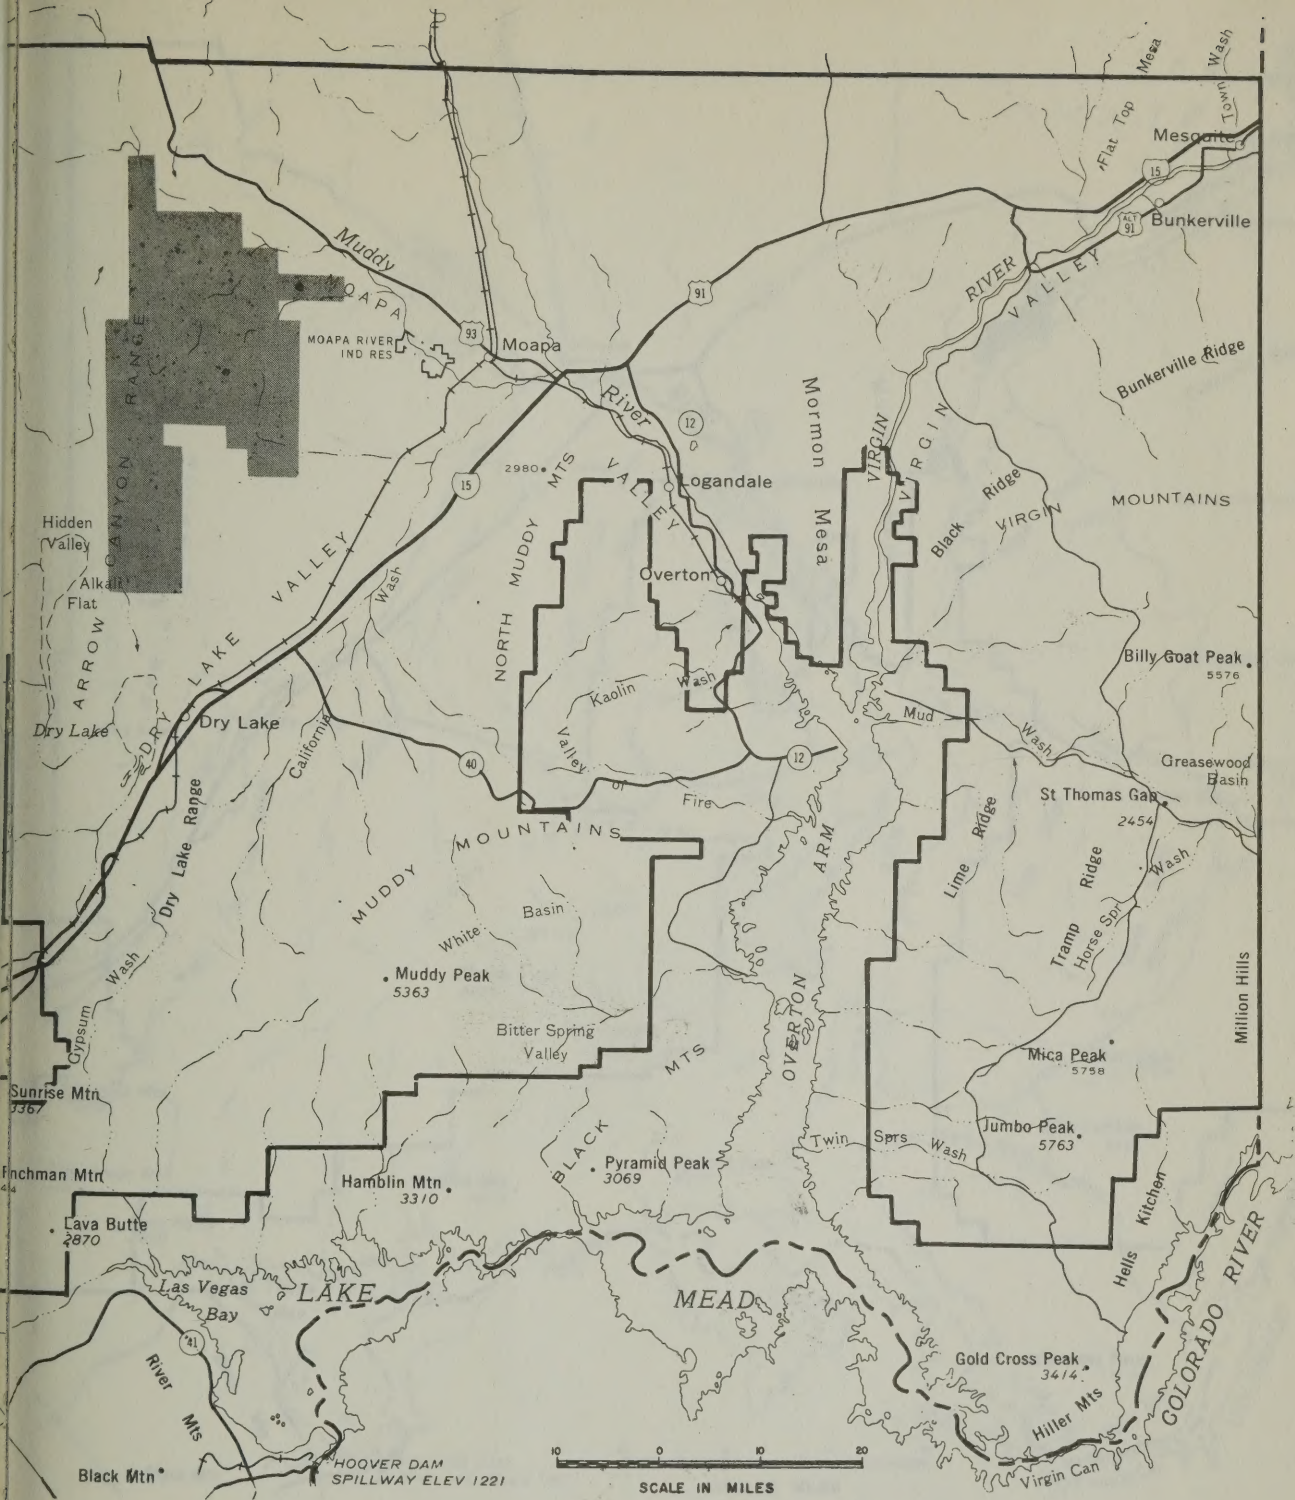 Flat Top Mesa
Town Wash
Mesquite
15
ALT 91
Bunkerville
Muddy
MOAPA
RIVER
VALLEY
91
93
MOAPA RIVER
IND RES
Moapa
Bunkerville Ridge
River
12
Mormon Mesa
VIRGIN
VIRGIN
2980
MTS
VALLEY
15
Logandale
Black Ridge
VIRGIN
MOUNTAINS
ARROW CANYON RANGE
Hidden
Valley
Alkali
Flat
VALLEY
Wash
NORTH MUDDY
Overton
LAKE
Billy Goat Peak
5576
Kaolin Wash
Dry Lake
DRY
Dry Lake
California
Mud Wash
Valley of Fire
40
12
Greasewood
Basin
St Thomas Gap
2454
Dry Lake Range
MOUNTAINS
MUDDY
ARM
Lime Ridge
Tramp Ridge
Wash
Horse Spr
White Basin
Wash
Gypsum
Muddy Peak
5363
OVERTON
Million Hills
Bitter Spring
Valley
MTS
Mica Peak
5758
Sunrise Mtn
3367
Jumbo Peak
5763
Twin Sprs Wash
BLACK
Frenchman Mtn
Hamblin Mtn
3310
Pyramid Peak
3069
Hells Kitchen
Lava Butte
2870
Las Vegas
Bay
LAKE
MEAD
COLORADO RIVER
41
River Mts
Gold Cross Peak
3414
Hiller Mts
Virgin Can
Black Mtn
HOOVER DAM
SPILLWAY ELEV 1221
10 0 10 20
SCALE IN MILES